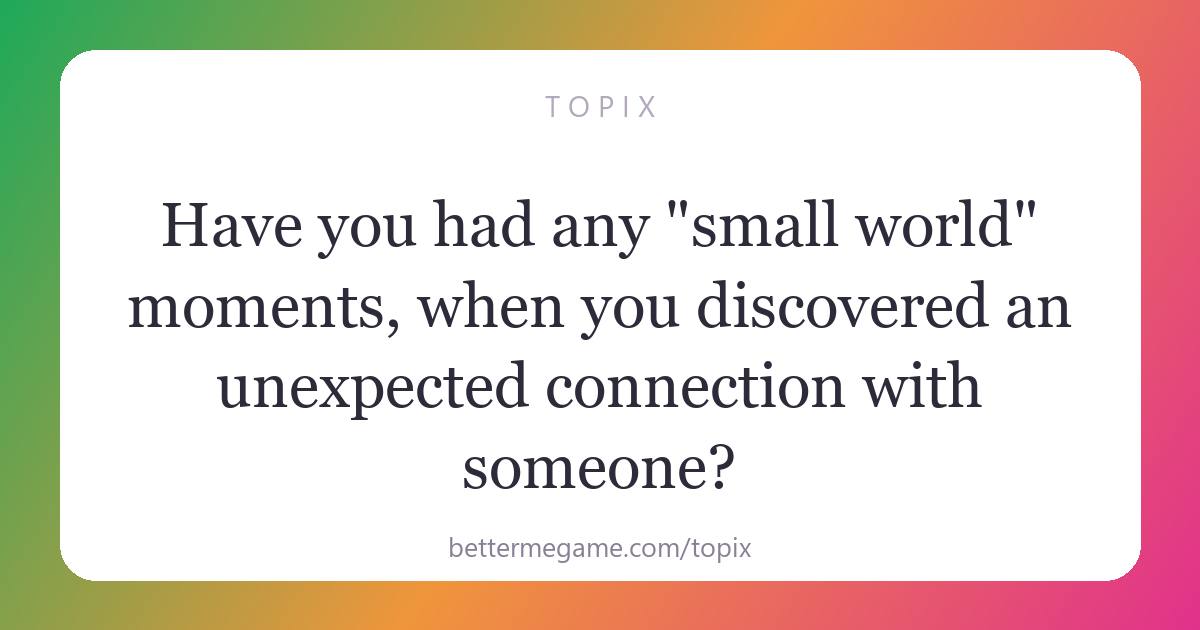 TOPIX
Have you had any "small world"
moments, when you discovered an
unexpected connection with
someone?
bettermegame.com/topix